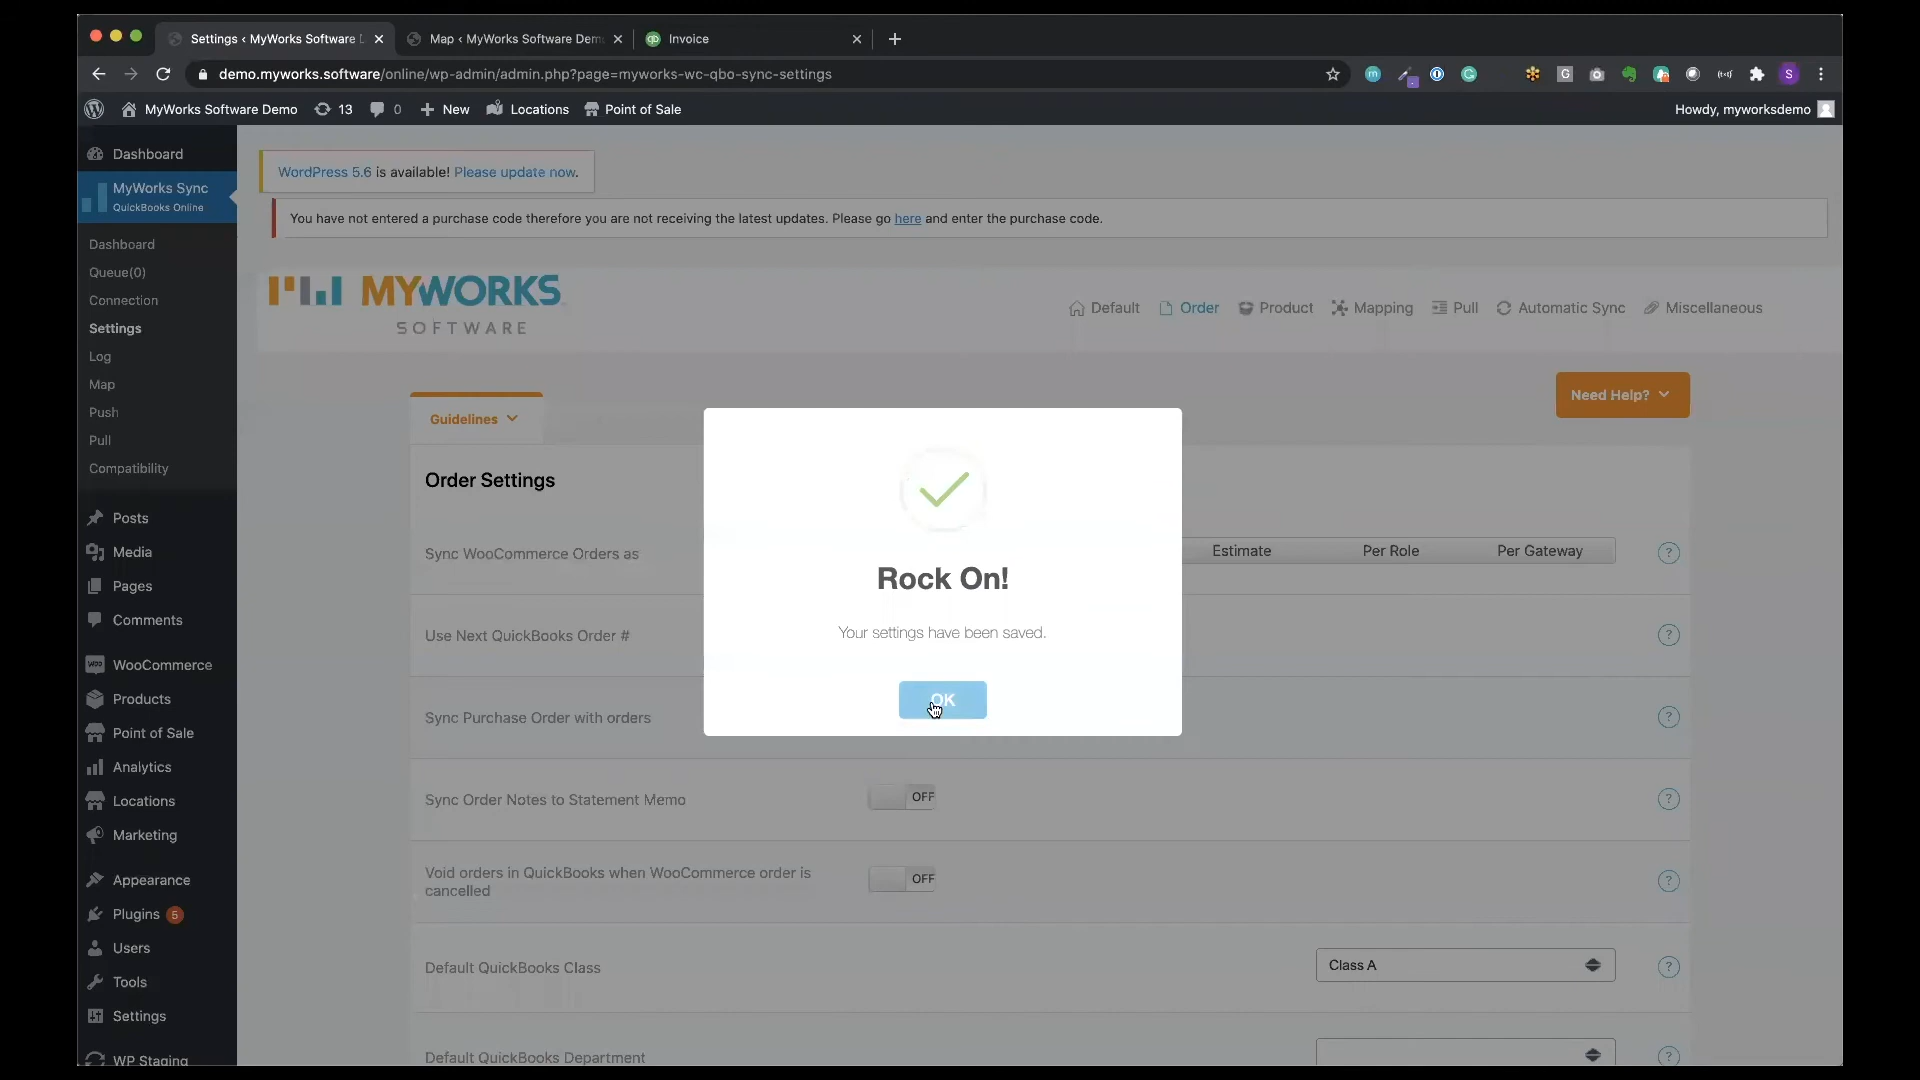 Settings ‹ MyWorks Software D
Map ‹ MyWorks Software Dem
Invoice
demo.myworks.software/online/wp-admin/admin.php?page=myworks-wc-qbo-sync-settings
MyWorks Software Demo
13
0
New
Locations
Point of Sale
Howdy, myworksdemo
Dashboard
MyWorks Sync
QuickBooks Online
Dashboard
Queue(0)
Connection
Settings
Log
Map
Push
Pull
Compatibility
Posts
Media
Pages
Comments
WooCommerce
Products
Point of Sale
Analytics
Locations
Marketing
Appearance
Plugins 5
Users
Tools
Settings
WP Staging
WordPress 5.6 is available! Please update now.
You have not entered a purchase code therefore you are not receiving the latest updates. Please go here and enter the purchase code.
MYWORKS
SOFTWARE
Default
Order
Product
Mapping
Pull
Automatic Sync
Miscellaneous
Need Help?
Guidelines
Order Settings
Sync WooCommerce Orders as
Estimate
Per Role
Per Gateway
?
Use Next QuickBooks Order #
?
Sync Purchase Order with orders
?
Sync Order Notes to Statement Memo
OFF
?
Void orders in QuickBooks when WooCommerce order is
cancelled
OFF
?
Default QuickBooks Class
Class A
?
Default QuickBooks Department
?
Rock On!
Your settings have been saved.
OK